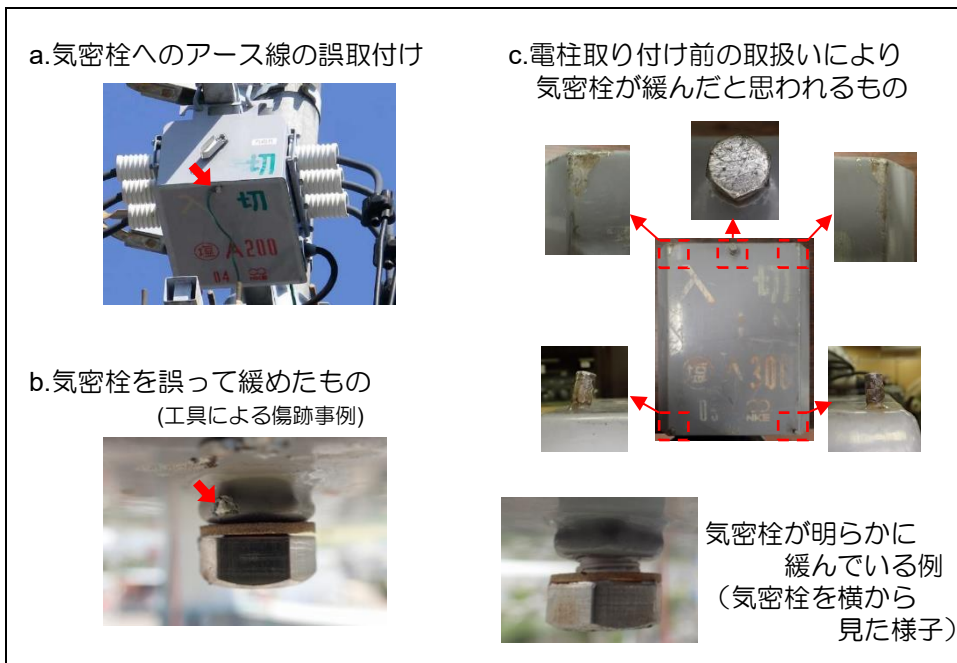 a.気密栓へのアース線の誤取付け
切
入
切
塩 A200
04
b.気密栓を誤って緩めたもの
(工具による傷跡事例)
c.電柱取り付け前の取扱いにより
気密栓が緩んだと思われるもの
入 切
塩 A300
気密栓が明らかに
緩んでいる例
（気密栓を横から
見た様子）